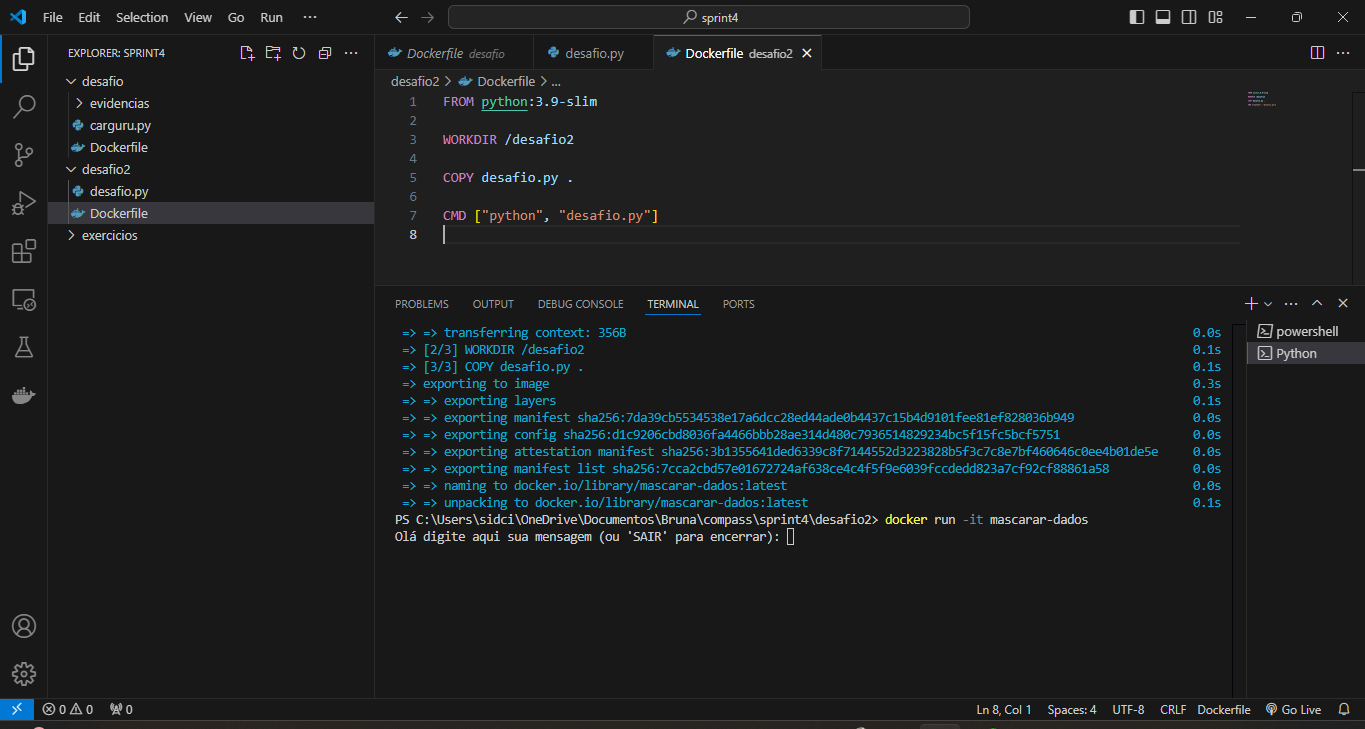 File Edit Selection View Go Run ···
sprint4
EXPLORER: SPRINT4
desafio
evidencias
carguru.py
Dockerfile
desafio2
desafio.py
Dockerfile
exercicios
Dockerfile desafio
desafio.py
Dockerfile desafio2
desafio2 > Dockerfile > ...
1 FROM python:3.9-slim
2
3 WORKDIR /desafio2
4
5 COPY desafio.py .
6
7 CMD ["python", "desafio.py"]
8
PROBLEMS OUTPUT DEBUG CONSOLE TERMINAL PORTS
=> => transferring context: 356B 0.0s
=> [2/3] WORKDIR /desafio2 0.1s
=> [3/3] COPY desafio.py . 0.1s
=> exporting to image 0.3s
=> => exporting layers 0.1s
=> => exporting manifest sha256:7da39cb5534538e17a6dcc28ed44ade0b4437c15b4d9101fee81ef828036b949 0.0s
=> => exporting config sha256:d1c9206cbd8036fa4466bbb28ae314d480c7936514829234bc5f15fc5bcf5751 0.0s
=> => exporting attestation manifest sha256:3b1355641ded6339c8f7144552d3223828b5f3c7c8e7bf460646c0ee4b01de5e 0.0s
=> => exporting manifest list sha256:7cca2cbd57e01672724af638ce4c4f5f9e6039fccdedd823a7cf92cf88861a58 0.0s
=> => naming to docker.io/library/mascarar-dados:latest 0.0s
=> => unpacking to docker.io/library/mascarar-dados:latest 0.1s
PS C:\Users\sidci\OneDrive\Documentos\Bruna\compass\sprint4\desafio2> docker run -it mascarar-dados
Olá digite aqui sua mensagem (ou 'SAIR' para encerrar):
powershell
Python
0 0 0
Ln 8, Col 1 Spaces: 4 UTF-8 CRLF Dockerfile Go Live